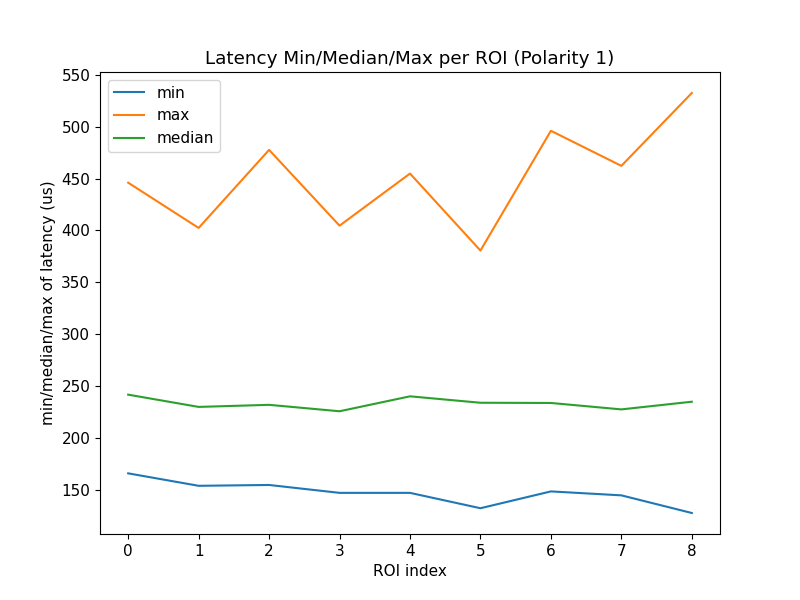 Latency Min/Median/Max per ROI (Polarity 1)
min
max
median
min/median/max of latency (us)
550
500
450
400
350
300
250
200
150
0 1 2 3 4 5 6 7 8
ROI index